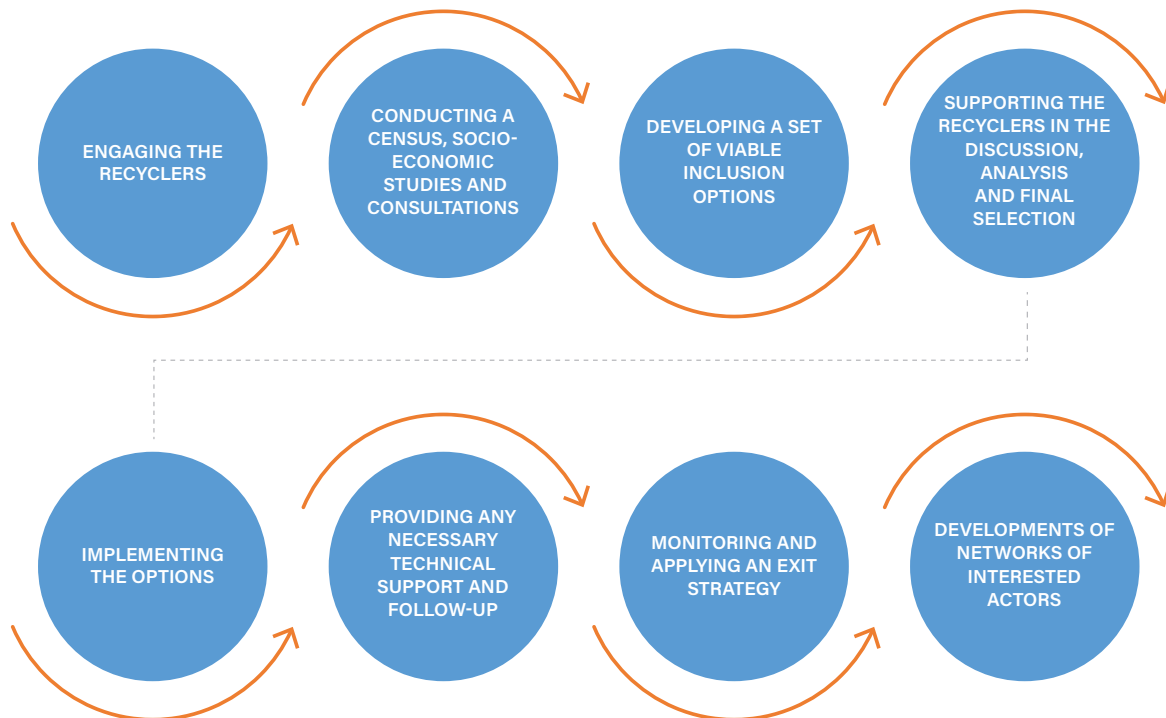 ENGAGING THE
RECYCLERS
CONDUCTING A
CENSUS, SOCIO-
ECONOMIC
STUDIES AND
CONSULTATIONS
DEVELOPING A SET
OF VIABLE
INCLUSION
OPTIONS
SUPPORTING THE
RECYCLERS IN THE
DISCUSSION,
ANALYSIS
AND FINAL
SELECTION
IMPLEMENTING
THE OPTIONS
PROVIDING ANY
NECESSARY
TECHNICAL
SUPPORT AND
FOLLOW-UP
MONITORING AND
APPLYING AN EXIT
STRATEGY
DEVELOPMENTS OF
NETWORKS OF
INTERESTED
ACTORS